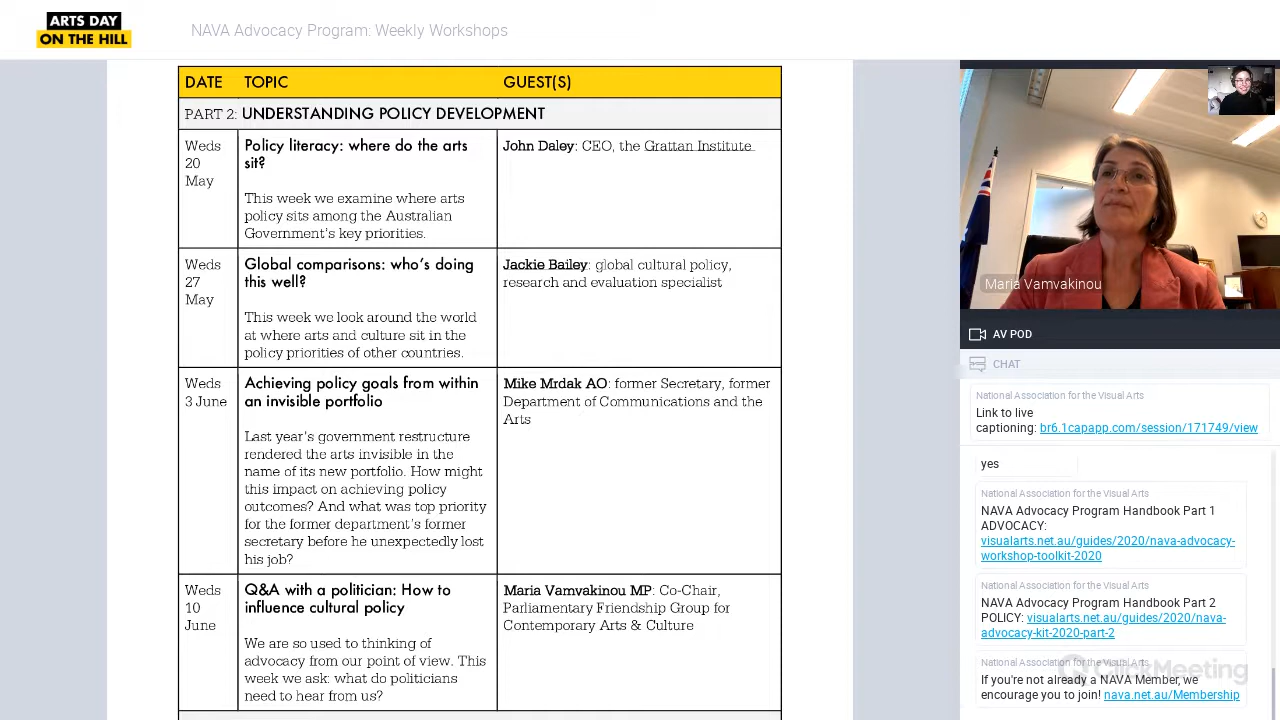 ARTS DAY
ON THE HILL
NAVA Advocacy Program: Weekly Workshops
DATE TOPIC GUEST(S)
PART 2: UNDERSTANDING POLICY DEVELOPMENT
Weds
20
May
Policy literacy: where do the arts
sit?
This week we examine where arts
policy sits among the Australian
Government's key priorities.
John Daley: CEO, the Grattan Institute.
Weds
27
May
Global comparisons: who's doing
this well?
This week we look around the world
at where arts and culture sit in the
policy priorities of other countries.
Jackie Bailey: global cultural policy,
research and evaluation specialist
Weds
3 June
Achieving policy goals from within
an invisible portfolio
Last year's government restructure
rendered the arts invisible in the
name of its new portfolio. How might
this impact on achieving policy
outcomes? And what was top priority
for the former department's former
secretary before he unexpectedly lost
his job?
Mike Mrdak AO: former Secretary, former
Department of Communications and the
Arts
Weds
10
June
Q&A with a politician: How to
influence cultural policy
We are so used to thinking of
advocacy from our point of view. This
week we ask: what do politicians
need to hear from us?
Maria Vamvakinou MP: Co-Chair,
Parliamentary Friendship Group for
Contemporary Arts & Culture
Maria Vamvakinou
AV POD
CHAT
National Association for the Visual Arts
Link to live
captioning: br6.1capapp.com/session/171749/view
yes
National Association for the Visual Arts
NAVA Advocacy Program Handbook Part 1
ADVOCACY:
visualarts.net.au/guides/2020/nava-advocacy-
workshop-toolkit-2020
National Association for the Visual Arts
NAVA Advocacy Program Handbook Part 2
POLICY: visualarts.net.au/guides/2020/nava-
advocacy-kit-2020-part-2
National Association for the Visual Arts
ClickMeeting
If you're not already a NAVA Member, we
encourage you to join! nava.net.au/Membership